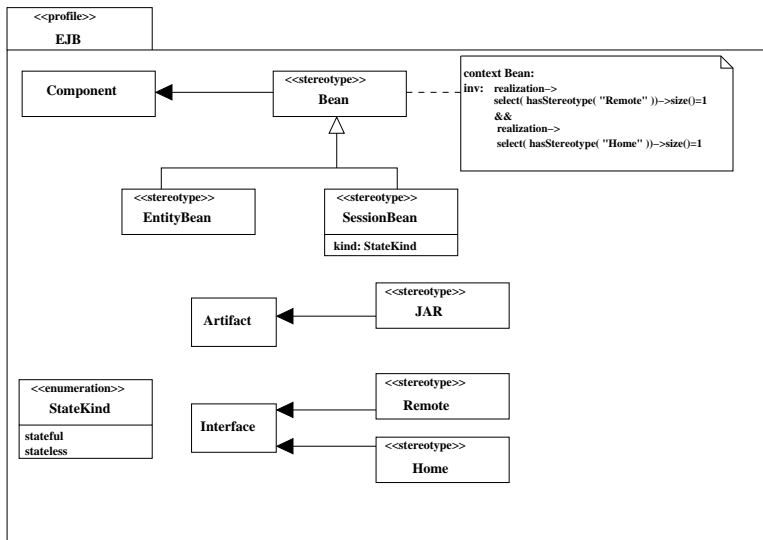 <<profile>>
EJB
Component
<<stereotype>>
Bean
context Bean:
inv: realization–>
select( hasStereotype( "Remote" ))–>size()=1
&&
realization–>
select( hasStereotype( "Home" ))–>size()=1
<<stereotype>>
EntityBean
<<stereotype>>
SessionBean
kind: StateKind
Artifact
<<stereotype>>
JAR
<<enumeration>>
StateKind
stateful
stateless
Interface
<<stereotype>>
Remote
<<stereotype>>
Home